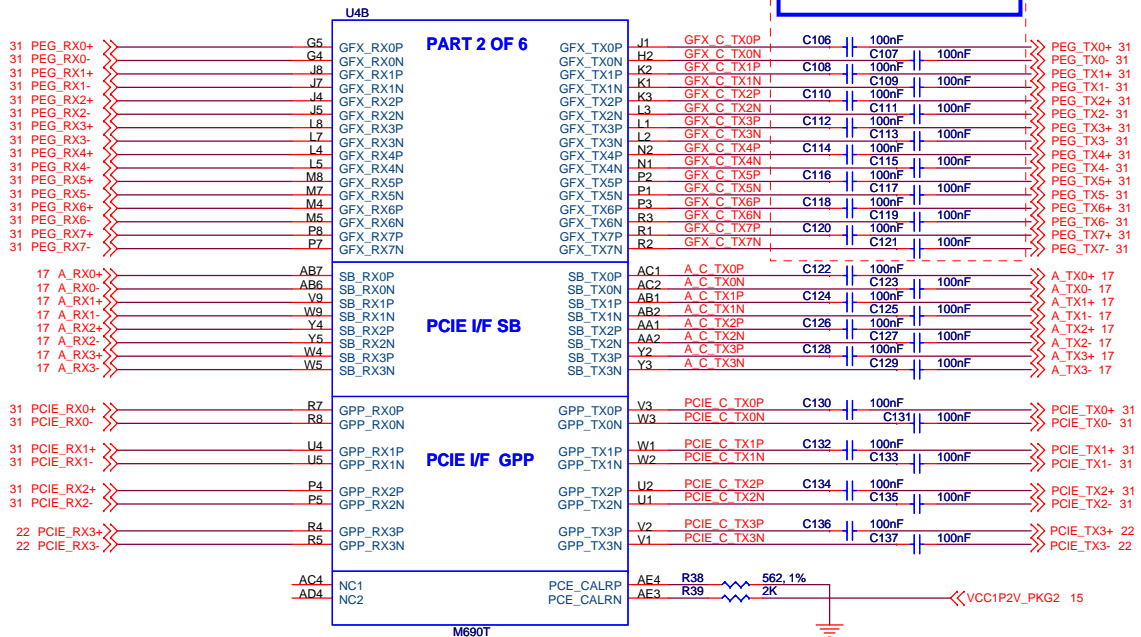 U4B
PART 2 OF 6
31 PEG_RX0+ G5 GFX_RX0P GFX_TX0P J1 GFX_C_TX0P C106 100nF PEG_TX0+ 31
31 PEG_RX0- G4 GFX_RX0N GFX_TX0N H2 GFX_C_TX0N C107 100nF PEG_TX0- 31
31 PEG_RX1+ J8 GFX_RX1P GFX_TX1P K2 GFX_C_TX1P C108 100nF PEG_TX1+ 31
31 PEG_RX1- J7 GFX_RX1N GFX_TX1N K1 GFX_C_TX1N C109 100nF PEG_TX1- 31
31 PEG_RX2+ J4 GFX_RX2P GFX_TX2P K3 GFX_C_TX2P C110 100nF PEG_TX2+ 31
31 PEG_RX2- J5 GFX_RX2N GFX_TX2N L3 GFX_C_TX2N C111 100nF PEG_TX2- 31
31 PEG_RX3+ L8 GFX_RX3P GFX_TX3P L1 GFX_C_TX3P C112 100nF PEG_TX3+ 31
31 PEG_RX3- L7 GFX_RX3N GFX_TX3N L2 GFX_C_TX3N C113 100nF PEG_TX3- 31
31 PEG_RX4+ L4 GFX_RX4P GFX_TX4P N2 GFX_C_TX4P C114 100nF PEG_TX4+ 31
31 PEG_RX4- L5 GFX_RX4N GFX_TX4N N1 GFX_C_TX4N C115 100nF PEG_TX4- 31
31 PEG_RX5+ M8 GFX_RX5P GFX_TX5P P2 GFX_C_TX5P C116 100nF PEG_TX5+ 31
31 PEG_RX5- M7 GFX_RX5N GFX_TX5N P1 GFX_C_TX5N C117 100nF PEG_TX5- 31
31 PEG_RX6+ M4 GFX_RX6P GFX_TX6P P3 GFX_C_TX6P C118 100nF PEG_TX6+ 31
31 PEG_RX6- M5 GFX_RX6N GFX_TX6N R3 GFX_C_TX6N C119 100nF PEG_TX6- 31
31 PEG_RX7+ P8 GFX_RX7P GFX_TX7P R1 GFX_C_TX7P C120 100nF PEG_TX7+ 31
31 PEG_RX7- P7 GFX_RX7N GFX_TX7N R2 GFX_C_TX7N C121 100nF PEG_TX7- 31
17 A_RX0+ AB7 SB_RX0P SB_TX0P AC1 A_C_TX0P C122 100nF A_TX0+ 17
17 A_RX0- AB6 SB_RX0N SB_TX0N AC2 A_C_TX0N C123 100nF A_TX0- 17
17 A_RX1+ V9 SB_RX1P SB_TX1P AB1 A_C_TX1P C124 100nF A_TX1+ 17
17 A_RX1- W9 SB_RX1N SB_TX1N AB2 A_C_TX1N C125 100nF A_TX1- 17
PCIE I/F SB
17 A_RX2+ Y4 SB_RX2P SB_TX2P AA1 A_C_TX2P C126 100nF A_TX2+ 17
17 A_RX2- Y5 SB_RX2N SB_TX2N AA2 A_C_TX2N C127 100nF A_TX2- 17
17 A_RX3+ W4 SB_RX3P SB_TX3P Y2 A_C_TX3P C128 100nF A_TX3+ 17
17 A_RX3- W5 SB_RX3N SB_TX3N Y3 A_C_TX3N C129 100nF A_TX3- 17
31 PCIE_RX0+ R7 GPP_RX0P GPP_TX0P V3 PCIE_C_TX0P C130 100nF PCIE_TX0+ 31
31 PCIE_RX0- R8 GPP_RX0N GPP_TX0N W3 PCIE_C_TX0N C131 100nF PCIE_TX0- 31
31 PCIE_RX1+ U4 GPP_RX1P GPP_TX1P W1 PCIE_C_TX1P C132 100nF PCIE_TX1+ 31
PCIE I/F GPP
31 PCIE_RX1- U5 GPP_RX1N GPP_TX1N W2 PCIE_C_TX1N C133 100nF PCIE_TX1- 31
31 PCIE_RX2+ P4 GPP_RX2P GPP_TX2P U2 PCIE_C_TX2P C134 100nF PCIE_TX2+ 31
31 PCIE_RX2- P5 GPP_RX2N GPP_TX2N U1 PCIE_C_TX2N C135 100nF PCIE_TX2- 31
22 PCIE_RX3+ R4 GPP_RX3P GPP_TX3P V2 PCIE_C_TX3P C136 100nF PCIE_TX3+ 22
22 PCIE_RX3- R5 GPP_RX3N GPP_TX3N V1 PCIE_C_TX3N C137 100nF PCIE_TX3- 22
AC4 NC1 PCE_CALRP AE4 R38 562, 1%
AD4 NC2 PCE_CALRN AE3 R39 2K VCC1P2V_PKG2 15
M690T